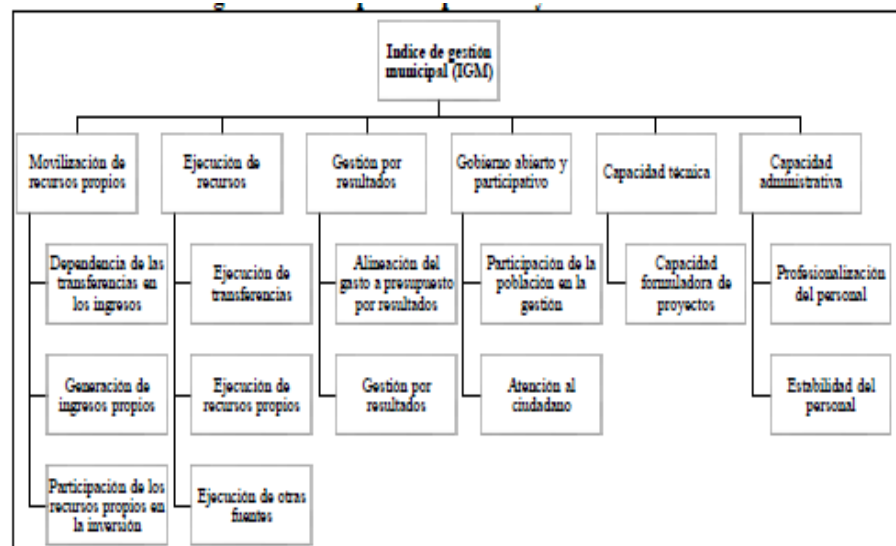 Indice de gestión
municipal (IGM)
Movilización de
recursos propios
Ejecución de
recursos
Gestión por
resultados
Gobierno abierto y
participativo
Capacidad técnica
Capacidad
administrativa
Dependencia de las
transferencias en
los ingresos
Ejecución de
transferencias
Alineación del
gasto a presupuesto
por resultados
Participación de la
población en la
gestión
Capacidad
formuladora de
proyectos
Profesionalización
del personal
Generación de
ingresos propios
Ejecución de
recursos propios
Gestión por
resultados
Atención al
ciudadano
Estabilidad del
personal
Participación de los
recursos propios en
la inversión
Ejecución de otras
fuentes